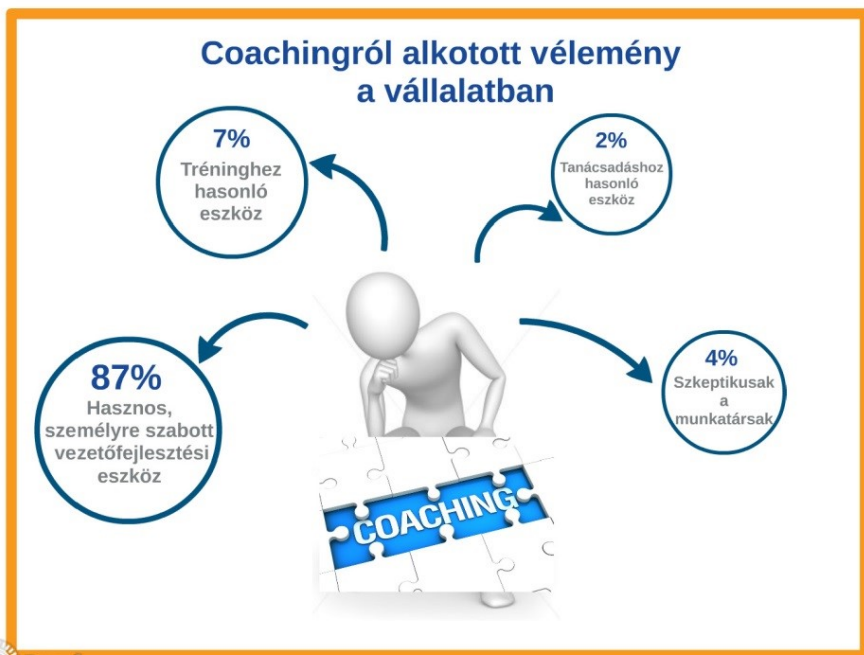 Coachingról alkotott vélemény
a vállalatban
7%
Tréninghez
hasonló
eszköz
2%
Tanácsadáshoz
hasonló
eszköz
87%
Hasznos,
személyre szabott
vezetőfejlesztési
eszköz
4%
Szkeptikusak
a
munkatársak
COACHING